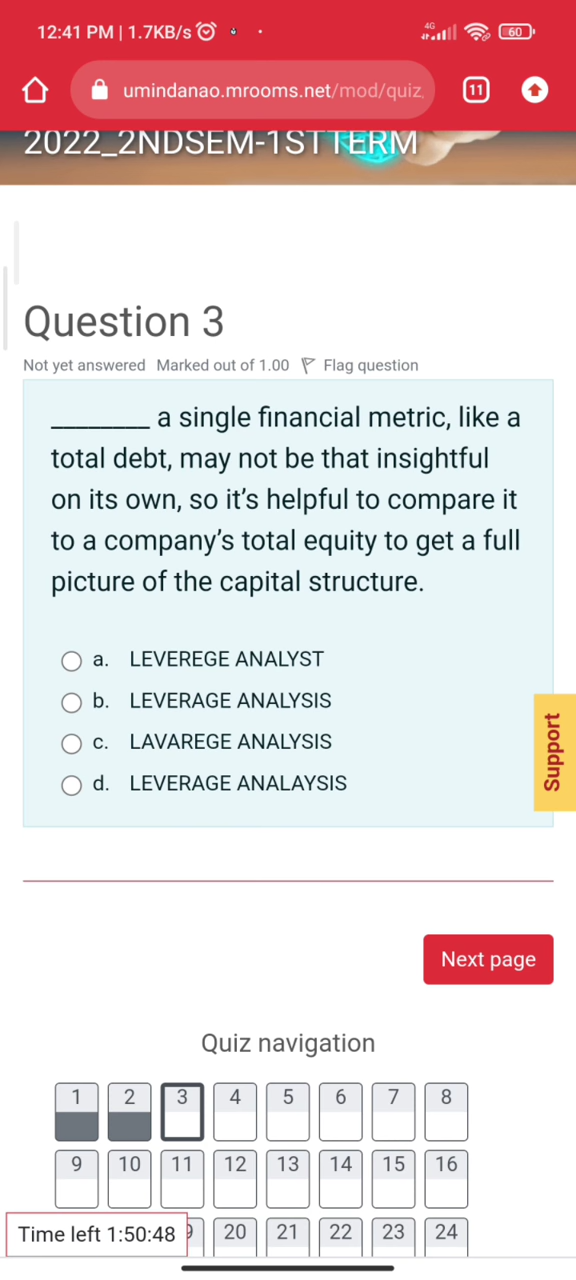 12:41 PM | 1.7KB/s
4G
60
umindanao.mrooms.net/mod/quiz
11
2022_2NDSEM-1STTERM
Question 3
Not yet answered Marked out of 1.00 Flag question
________ a single financial metric, like a
total debt, may not be that insightful
on its own, so it’s helpful to compare it
to a company’s total equity to get a full
picture of the capital structure.
a. LEVEREGE ANALYST
b. LEVERAGE ANALYSIS
c. LAVAREGE ANALYSIS
d. LEVERAGE ANALAYSIS
Support
Next page
Quiz navigation
1 2 3 4 5 6 7 8
9 10 11 12 13 14 15 16
Time left 1:50:48 20 21 22 23 24